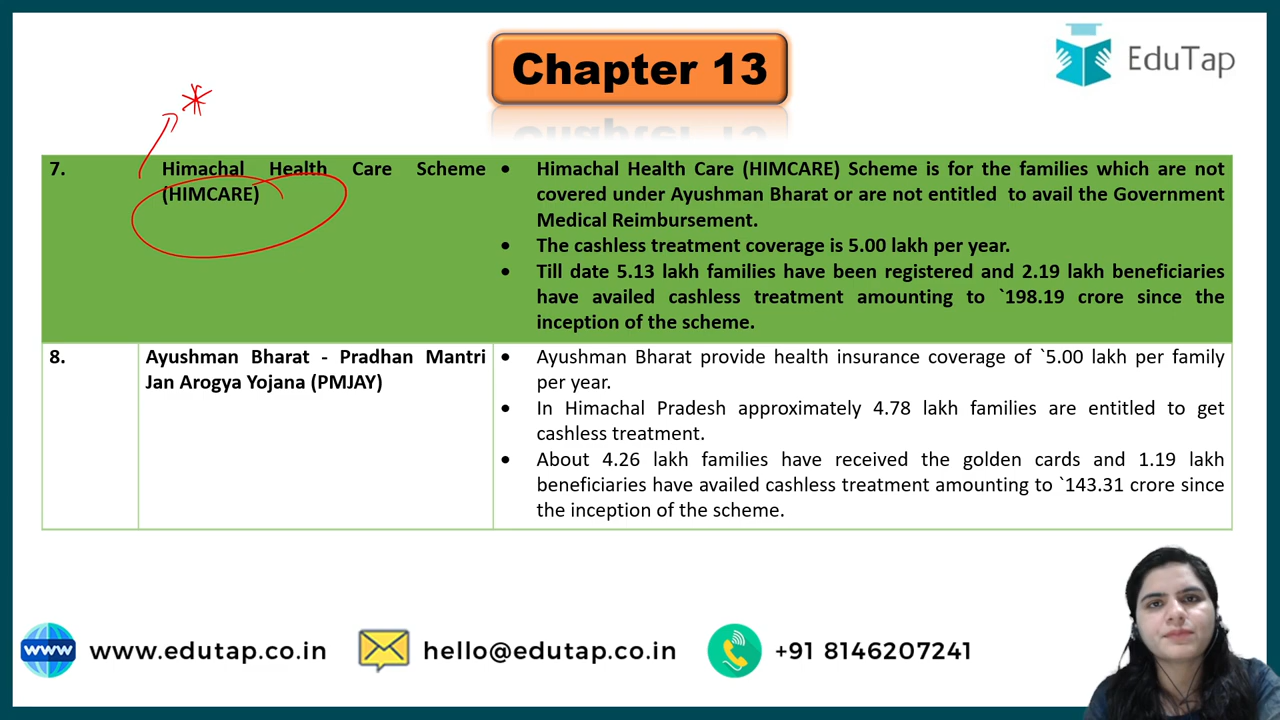 Chapter 13
EduTap
7.
Himachal Health Care Scheme
(HIMCARE)
• Himachal Health Care (HIMCARE) Scheme is for the families which are not
covered under Ayushman Bharat or are not entitled to avail the Government
Medical Reimbursement.
• The cashless treatment coverage is 5.00 lakh per year.
• Till date 5.13 lakh families have been registered and 2.19 lakh beneficiaries
have availed cashless treatment amounting to `198.19 crore since the
inception of the scheme.
8.
Ayushman Bharat - Pradhan Mantri
Jan Arogya Yojana (PMJAY)
• Ayushman Bharat provide health insurance coverage of `5.00 lakh per family
per year.
• In Himachal Pradesh approximately 4.78 lakh families are entitled to get
cashless treatment.
• About 4.26 lakh families have received the golden cards and 1.19 lakh
beneficiaries have availed cashless treatment amounting to `143.31 crore since
the inception of the scheme.
www
www.edutap.co.in
hello@edutap.co.in
+91 8146207241